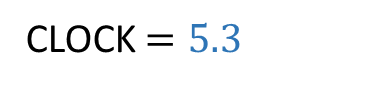 CLOCK = 5.3